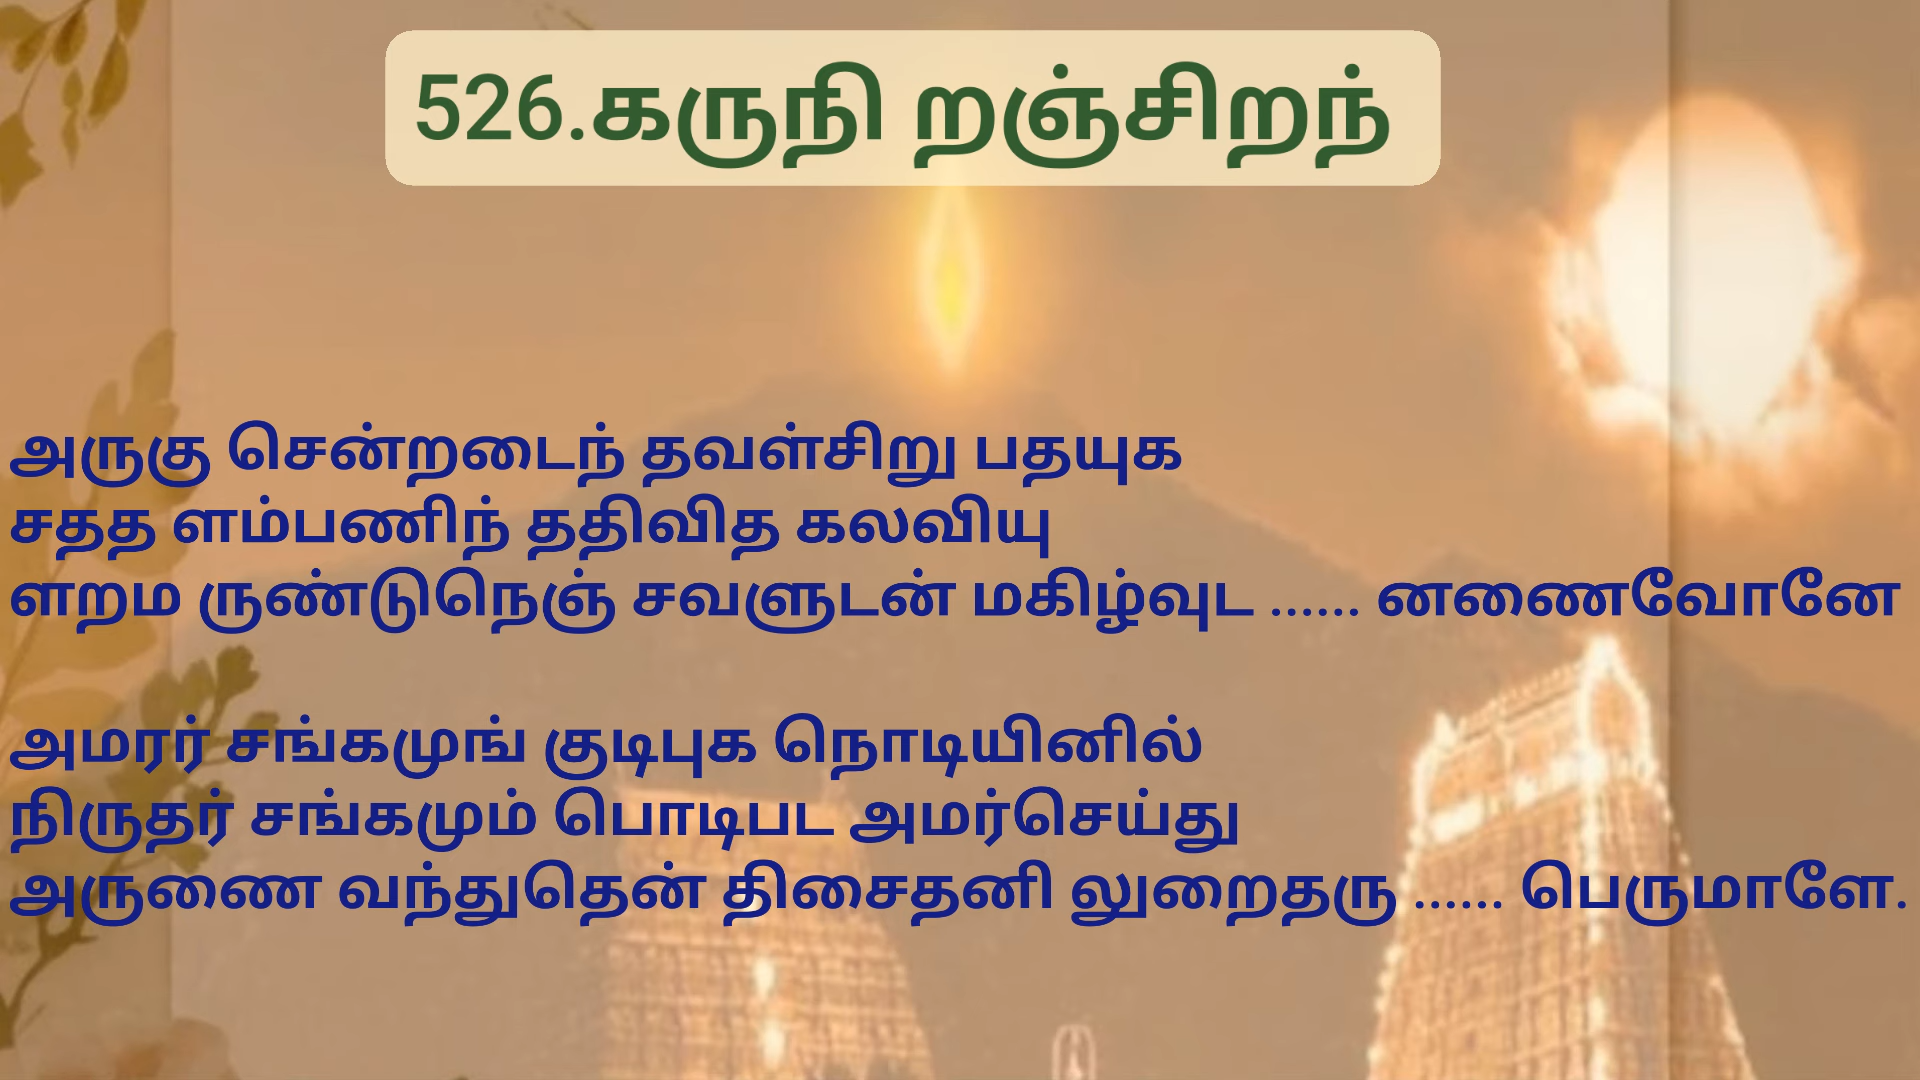 526.கருநி றஞ்சிறந்
அருகு சென்றடைந் தவள்சிறு பதயுக
சதத ளம்பணிந் ததிவித கலவியு
ளறம ருண்டுநெஞ் சவளுடன் மகிழ்வுட ...... னணைவோனே
அமரர் சங்கமுங் குடிபுக நொடியினில்
நிருதர் சங்கமும் பொடிபட அமர்செய்து
அருணை வந்துதென் திசைதனி லுறைதரு ...... பெருமாளே.